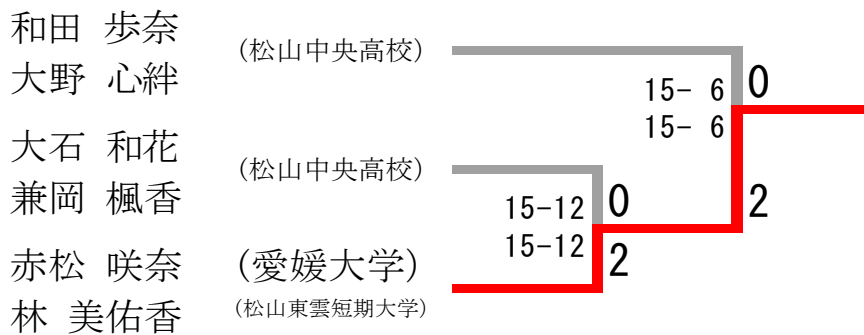 和田 歩奈
(松山中央高校)
大野 心絆
15- 6 0
15- 6
大石 和花
(松山中央高校)
兼岡 楓香
15-12 0 2
15-12 2
赤松 咲奈 (愛媛大学)
林 美佑香 (松山東雲短期大学)